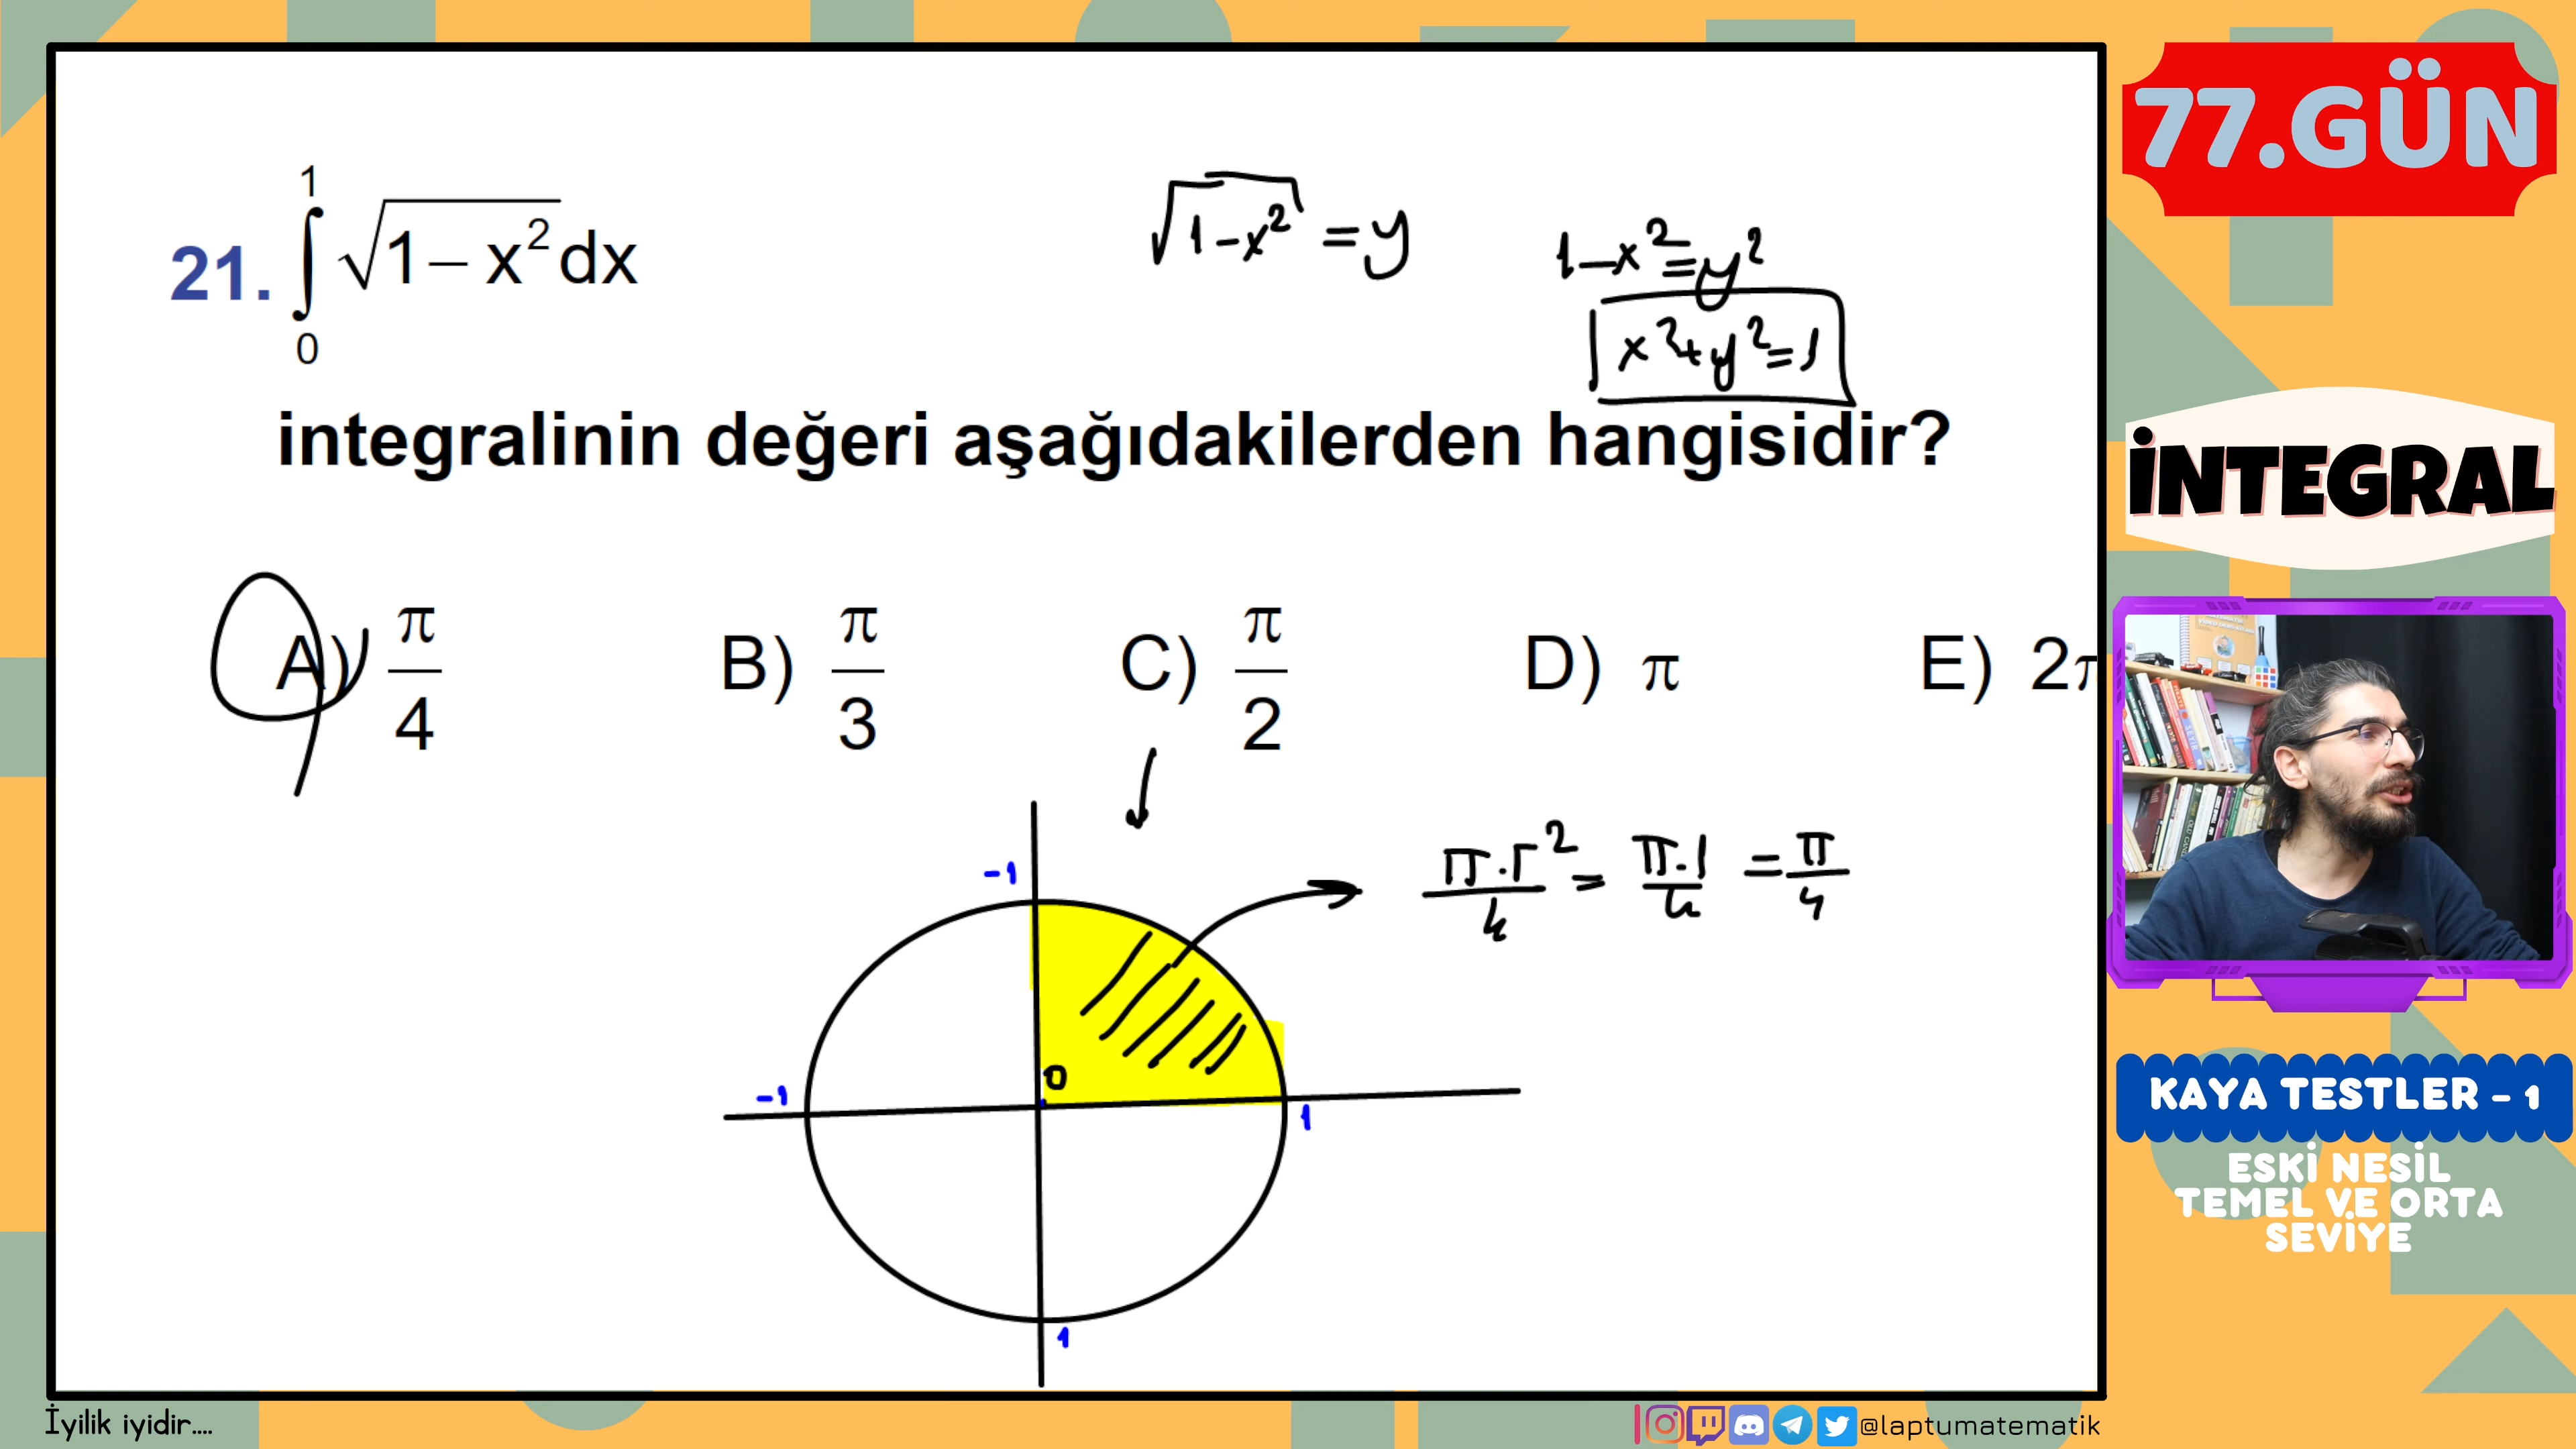 77.GÜN
21. ∫₀¹ √1 – x² dx
√1-x² = y
1-x² = y²
x²+y²=1
integralinin değeri aşağıdakilerden hangisidir?
A) π/4 B) π/3 C) π/2 D) π E) 2π
İNTEGRAL
-1
π.r²/4 = π.1/4 = π/4
0
-1
1
1
KAYA TESTLER – 1
ESKİ NESİL
TEMEL VE ORTA
SEVİYE
İyilik iyidir....
@laptumatematik